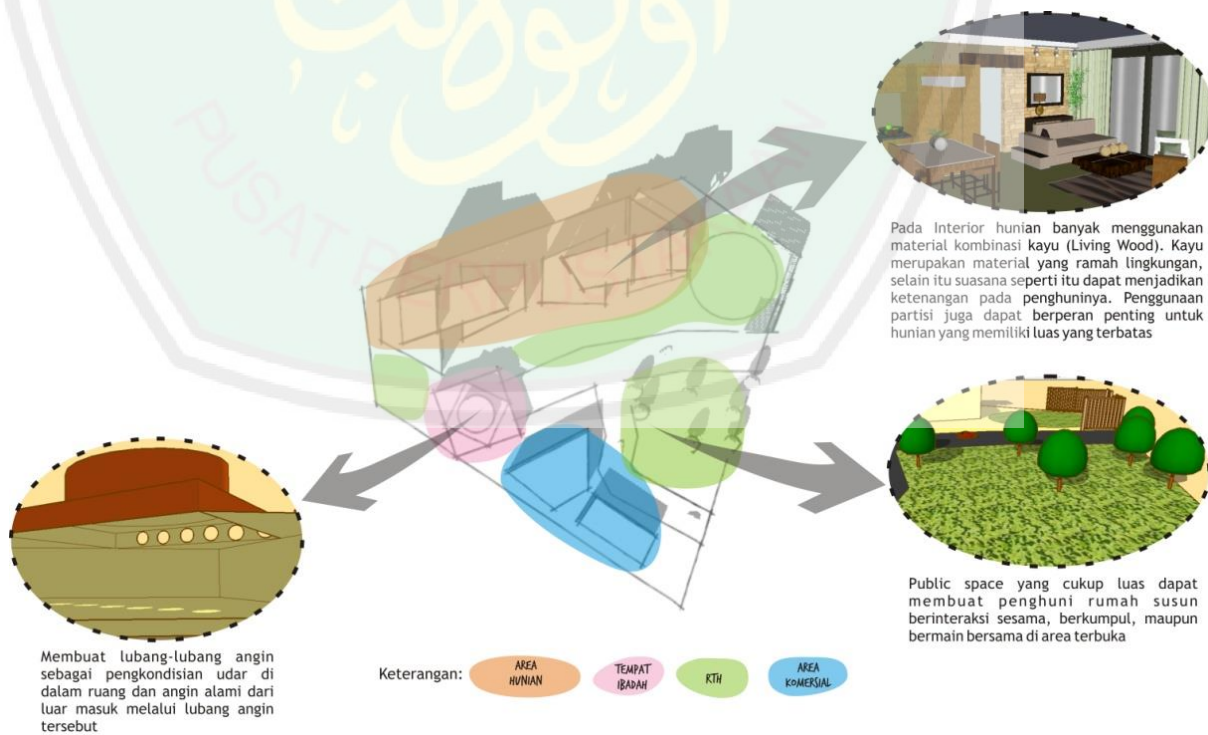 Pada Interior hunian banyak menggunakan
material kombinasi kayu (Living Wood). Kayu
merupakan material yang ramah lingkungan,
selain itu suasana seperti itu dapat menjadikan
ketenangan pada penghuninya. Penggunaan
partisi juga dapat berperan penting untuk
hunian yang memiliki luas yang terbatas
Public space yang cukup luas dapat
membuat penghuni rumah susun
berinteraksi sesama, berkumpul, maupun
bermain bersama di area terbuka
Membuat lubang-lubang angin
sebagai pengkondisian udar di
dalam ruang dan angin alami dari
luar masuk melalui lubang angin
tersebut
Keterangan:
AREA
HUNIAN
TEMPAT
IBADAH
RTH
AREA
KOMERSIAL
PUSAT